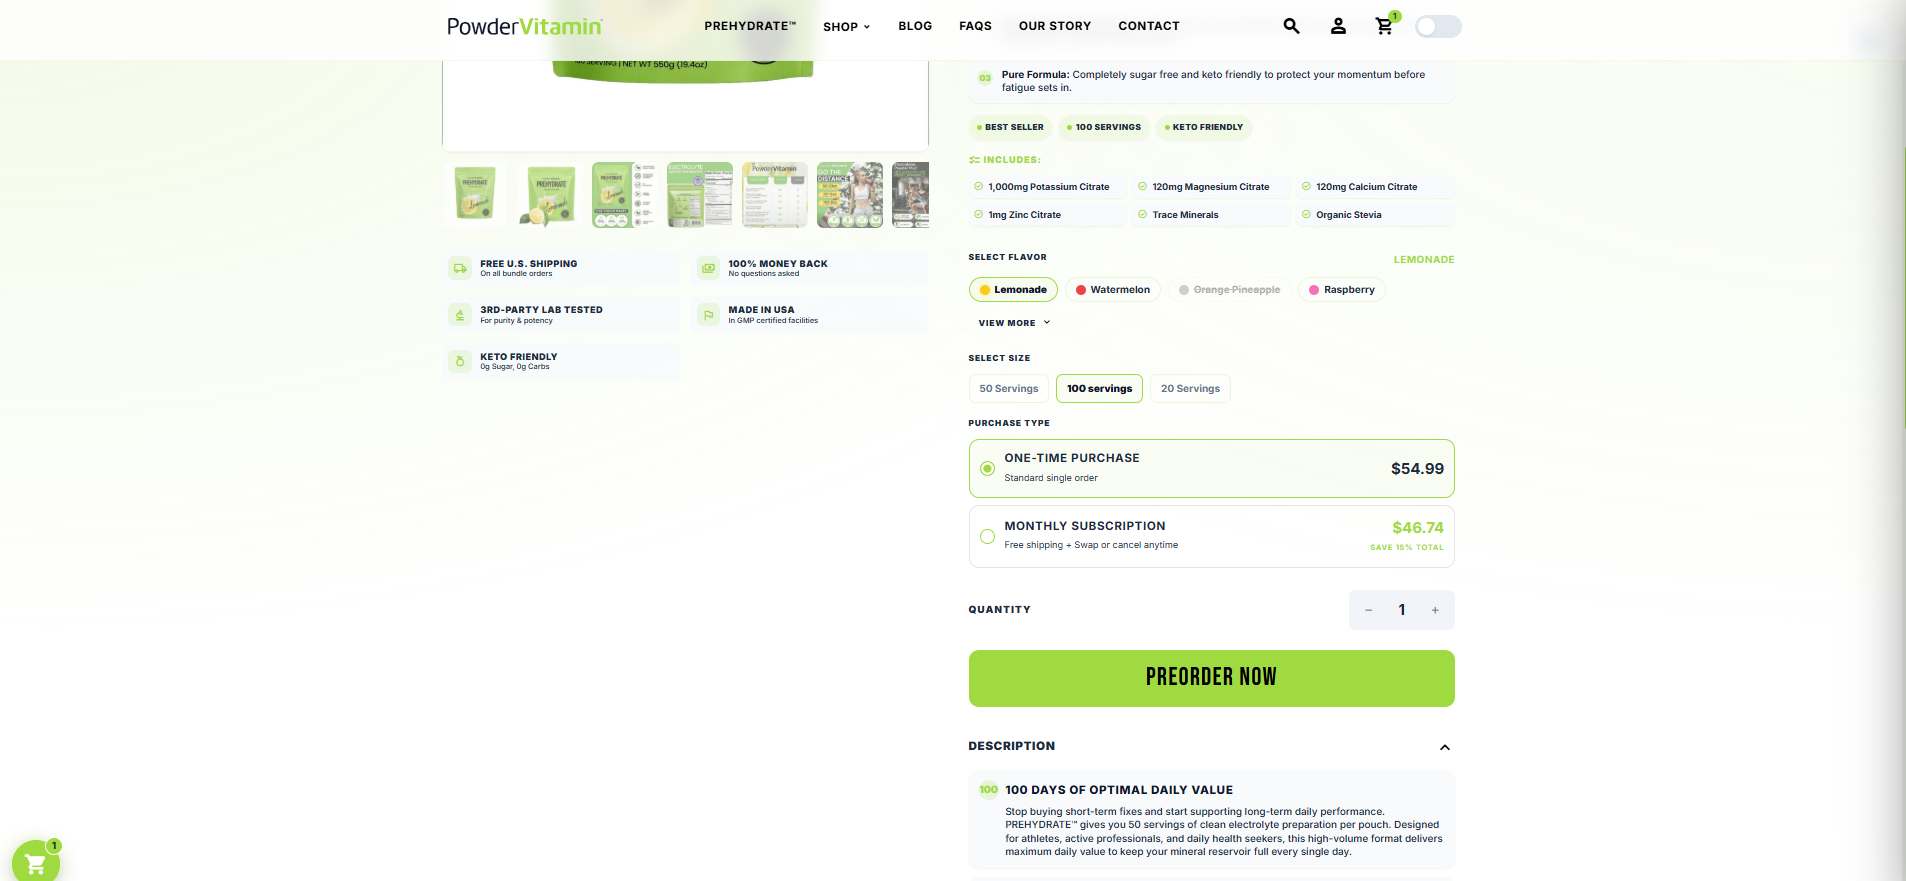 PowderVitamin
PREHYDRATE™
SHOP
BLOG
FAQS
OUR STORY
CONTACT
1
SERVING | NET WT 550g (19.4oz)
FREE U.S. SHIPPING
On all bundle orders
100% MONEY BACK
No questions asked
3RD-PARTY LAB TESTED
For purity & potency
MADE IN USA
In GMP certified facilities
KETO FRIENDLY
0g Sugar, 0g Carbs
03
Pure Formula: Completely sugar free and keto friendly to protect your momentum before
fatigue sets in.
BEST SELLER
100 SERVINGS
KETO FRIENDLY
INCLUDES:
1,000mg Potassium Citrate
120mg Magnesium Citrate
120mg Calcium Citrate
1mg Zinc Citrate
Trace Minerals
Organic Stevia
SELECT FLAVOR
LEMONADE
Lemonade
Watermelon
Orange Pineapple
Raspberry
VIEW MORE
SELECT SIZE
50 Servings
100 servings
20 Servings
PURCHASE TYPE
ONE-TIME PURCHASE
Standard single order
$54.99
MONTHLY SUBSCRIPTION
Free shipping + Swap or cancel anytime
$46.74
SAVE 15% TOTAL
QUANTITY
− 1 +
PREORDER NOW
DESCRIPTION
100
100 DAYS OF OPTIMAL DAILY VALUE
Stop buying short-term fixes and start supporting long-term daily performance.
PREHYDRATE™ gives you 50 servings of clean electrolyte preparation per pouch. Designed
for athletes, active professionals, and daily health seekers, this high-volume format delivers
maximum daily value to keep your mineral reservoir full every single day.
1